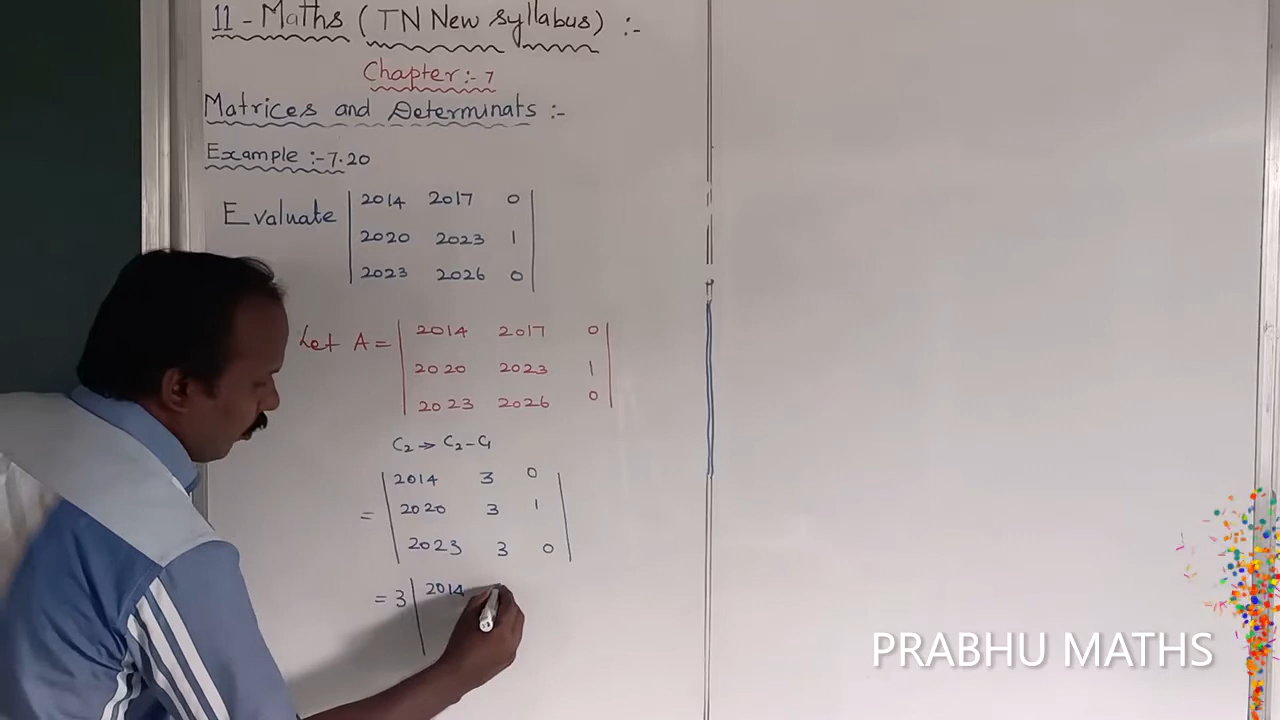 11 - Maths ( TN New Syllabus) :-
Chapter :- 7
Matrices and Determinats :-
Example :- 7.20
Evaluate | 2014 2017 0 |
| 2020 2023 1 |
| 2023 2026 0 |
Let A = | 2014 2017 0 |
| 2020 2023 1 |
| 2023 2026 0 |
C₂ → C₂ - C₁
= | 2014 3 0 |
| 2020 3 1 |
| 2023 3 0 |
= 3 | 2014
PRABHU MATHS